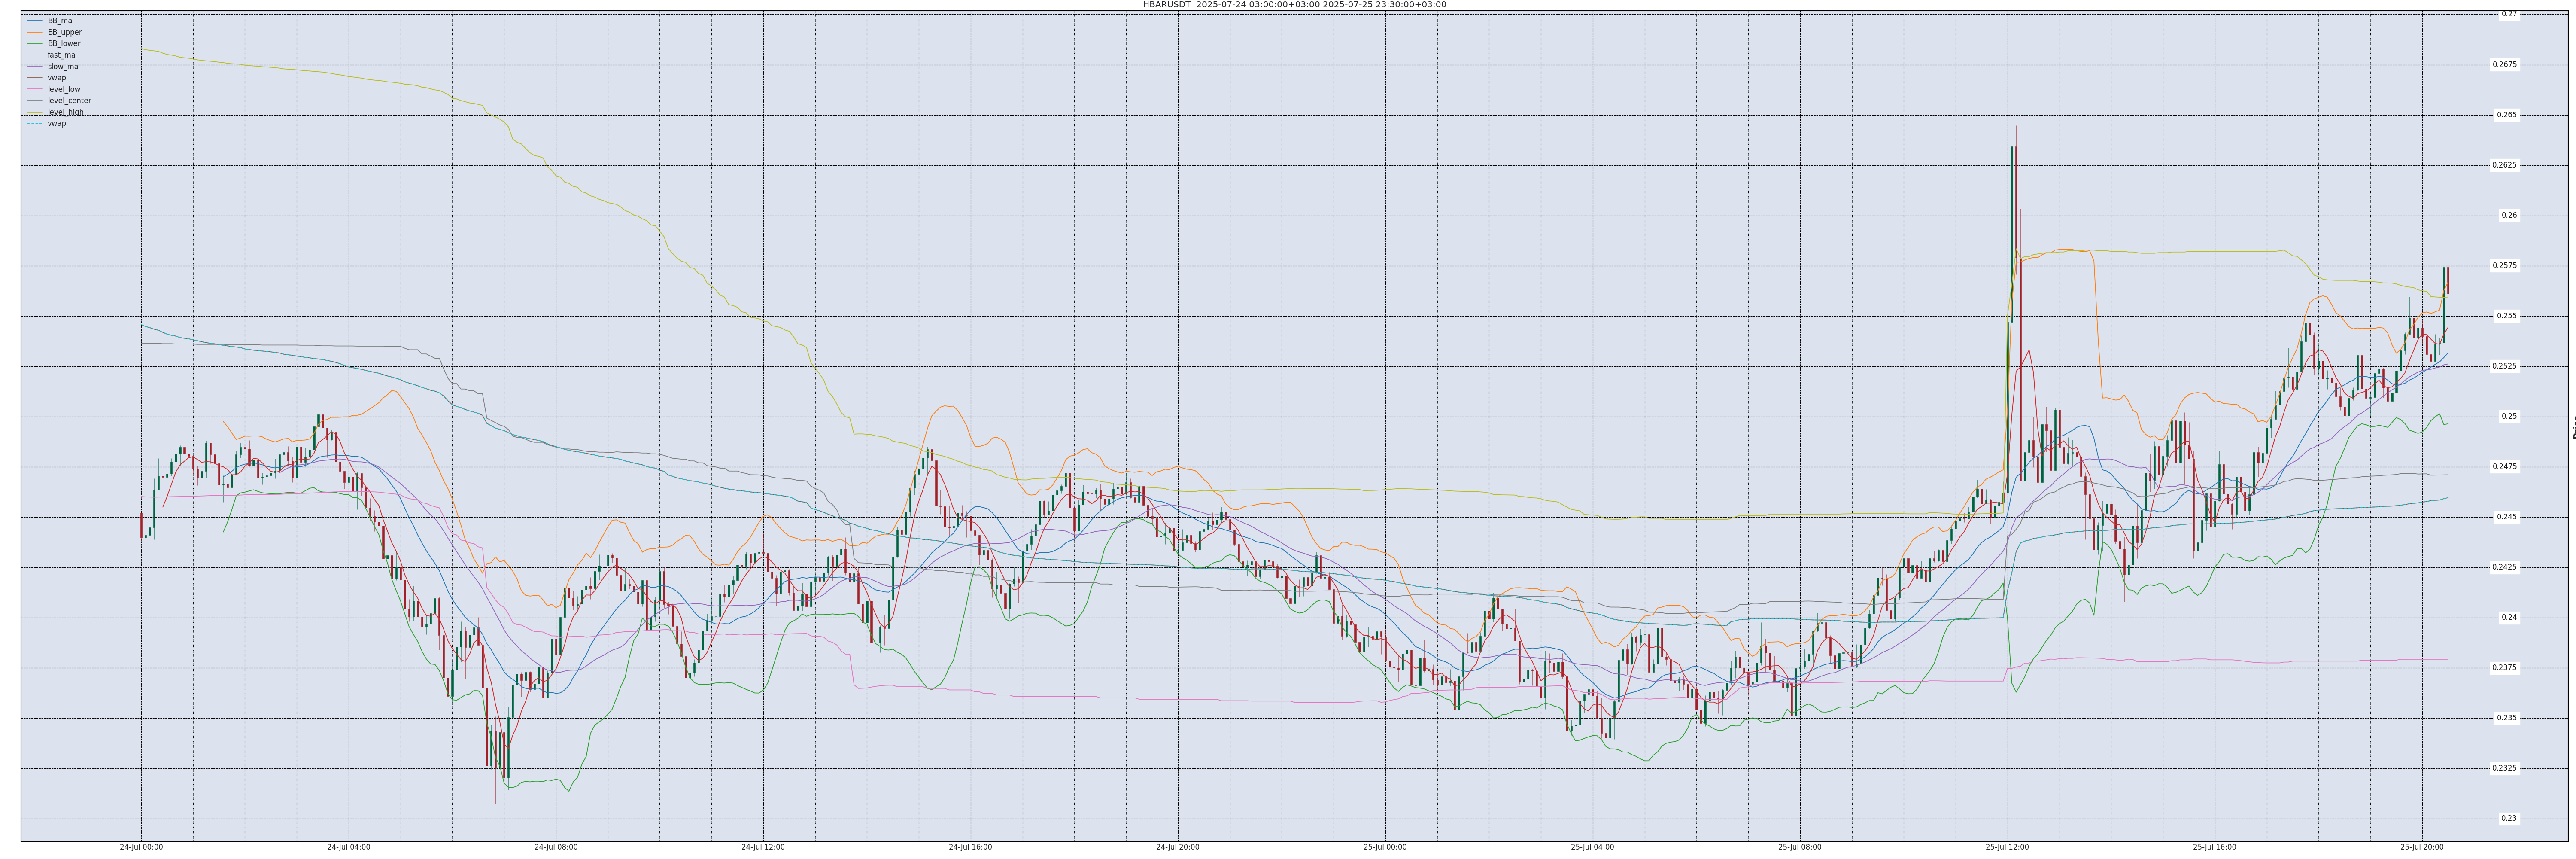 HBARUSDT 2025-07-24 03:00:00+03:00 2025-07-25 23:30:00+03:00
BB_ma
BB_upper
BB_lower
fast_ma
slow_ma
vwap
level_low
level_center
level_high
vwap
0.27
0.2675
0.265
0.2625
0.26
0.2575
0.255
0.2525
0.25
0.2475
0.245
0.2425
0.24
0.2375
0.235
0.2325
0.23
24-Jul 00:00
24-Jul 04:00
24-Jul 08:00
24-Jul 12:00
24-Jul 16:00
24-Jul 20:00
25-Jul 00:00
25-Jul 04:00
25-Jul 08:00
25-Jul 12:00
25-Jul 16:00
25-Jul 20:00